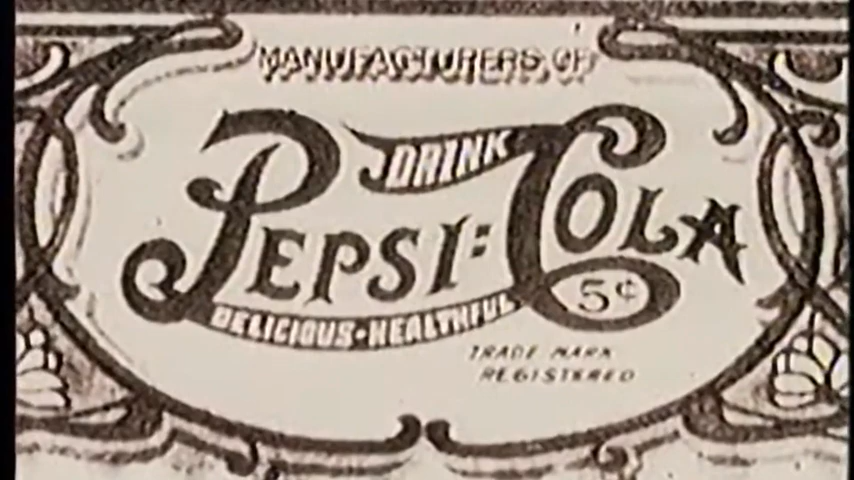 MANUFACTURERS OF
DRINK
PEPSI:COLA
5¢
DELICIOUS • HEALTHFUL
TRADE MARK
REGISTERED